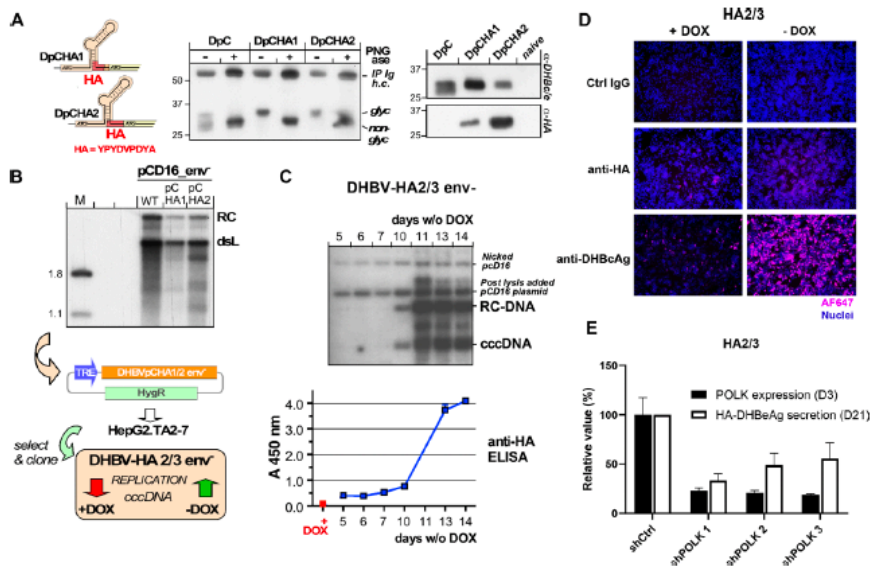 A
DpCHA1
HA
DpCHA2
HA
HA = YPYDVPDYA
DpC DpCHA1 DpCHA2 PNG ase
- + - + - +
50
37
25
IP Ig h.c.
glyc
non-glyc
DpC
DpCHA1
DpCHA2
naive
37
25
α-DHBc/e
37
25
α-HA
B
pCD16_env-
M WT pC HA1 pC HA2
RC
dsL
1.8
1.1
TRE DHBVpCHA1/2 env-
HygR
HepG2.TA2-7
select & clone
DHBV-HA 2/3 env-
REPLICATION
cccDNA
+DOX -DOX
C
DHBV-HA2/3 env-
days w/o DOX
5 6 7 10 11 13 14
Nicked pcD16
Post lysis added pCD16 plasmid
RC-DNA
cccDNA
A 450 nm
4.0
3.0
2.0
1.0
0.0
anti-HA ELISA
+ DOX
5 6 7 10 11 13 14
days w/o DOX
D
HA2/3
+ DOX - DOX
Ctrl IgG
anti-HA
anti-DHBcAg
AF647
Nuclei
E
HA2/3
Relative value (%)
150
100
50
0
POLK expression (D3)
HA-DHBeAg secretion (D21)
shCtrl
shPOLK 1
shPOLK 2
shPOLK 3